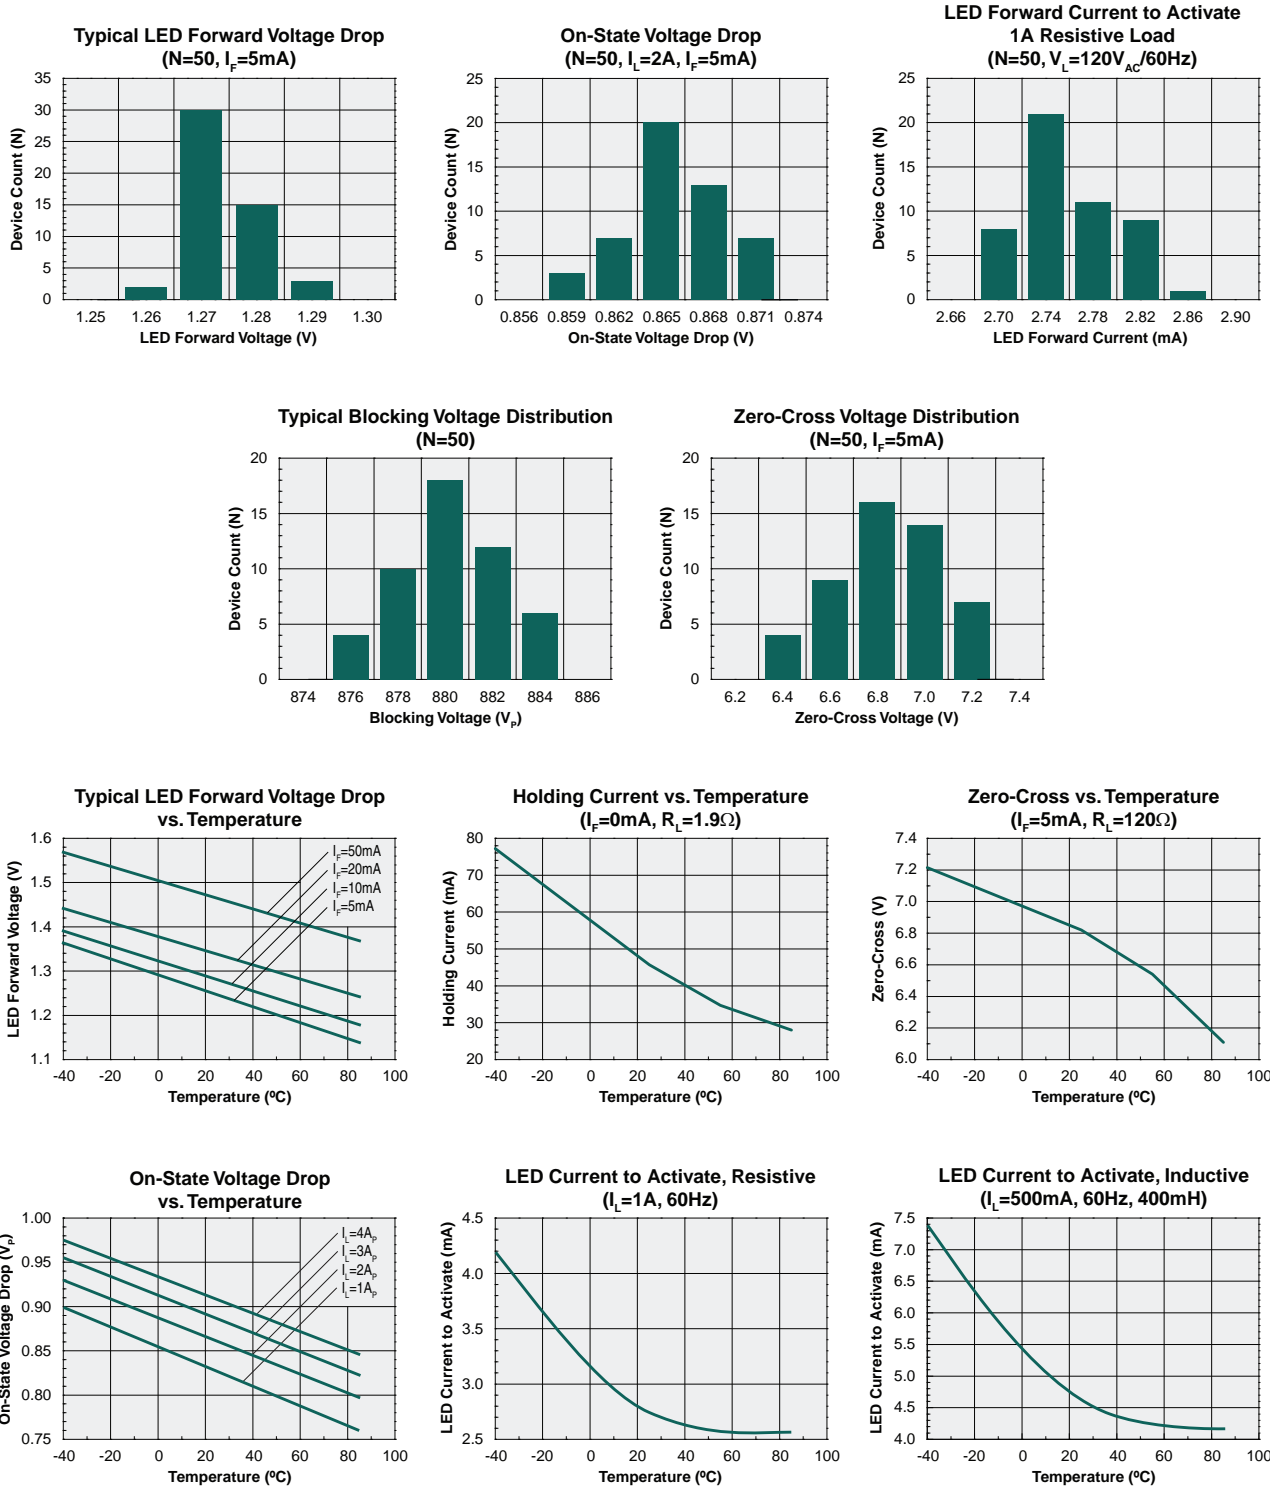 Typical LED Forward Voltage Drop
(N=50, IF=5mA)
35
30
25
20
15
10
5
0
Device Count (N)
1.25 1.26 1.27 1.28 1.29 1.30
LED Forward Voltage (V)
On-State Voltage Drop
(N=50, IL=2A, IF=5mA)
25
20
15
10
5
0
Device Count (N)
0.856 0.859 0.862 0.865 0.868 0.871 0.874
On-State Voltage Drop (V)
LED Forward Current to Activate
1A Resistive Load
(N=50, VL=120VAC/60Hz)
25
20
15
10
5
0
Device Count (N)
2.66 2.70 2.74 2.78 2.82 2.86 2.90
LED Forward Current (mA)
Typical Blocking Voltage Distribution
(N=50)
20
15
10
5
0
Device Count (N)
874 876 878 880 882 884 886
Blocking Voltage (VP)
Zero-Cross Voltage Distribution
(N=50, IF=5mA)
20
15
10
5
0
Device Count (N)
6.2 6.4 6.6 6.8 7.0 7.2 7.4
Zero-Cross Voltage (V)
Typical LED Forward Voltage Drop
vs. Temperature
1.6
1.5
1.4
1.3
1.2
1.1
LED Forward Voltage (V)
IF=50mA
IF=20mA
IF=10mA
IF=5mA
-40 -20 0 20 40 60 80 100
Temperature (ºC)
Holding Current vs. Temperature
(IF=0mA, RL=1.9Ω)
80
70
60
50
40
30
20
Holding Current (mA)
-40 -20 0 20 40 60 80 100
Temperature (ºC)
Zero-Cross vs. Temperature
(IF=5mA, RL=120Ω)
7.4
7.2
7.0
6.8
6.6
6.4
6.2
6.0
Zero-Cross (V)
-40 -20 0 20 40 60 80 100
Temperature (ºC)
On-State Voltage Drop
vs. Temperature
1.00
0.95
0.90
0.85
0.80
0.75
On-State Voltage Drop (VP)
IL=4AP
IL=3AP
IL=2AP
IL=1AP
-40 -20 0 20 40 60 80 100
Temperature (ºC)
LED Current to Activate, Resistive
(IL=1A, 60Hz)
4.5
4.0
3.5
3.0
2.5
LED Current to Activate (mA)
-40 -20 0 20 40 60 80 100
Temperature (ºC)
LED Current to Activate, Inductive
(IL=500mA, 60Hz, 400mH)
7.5
7.0
6.5
6.0
5.5
5.0
4.5
4.0
LED Current to Activate (mA)
-40 -20 0 20 40 60 80 100
Temperature (ºC)